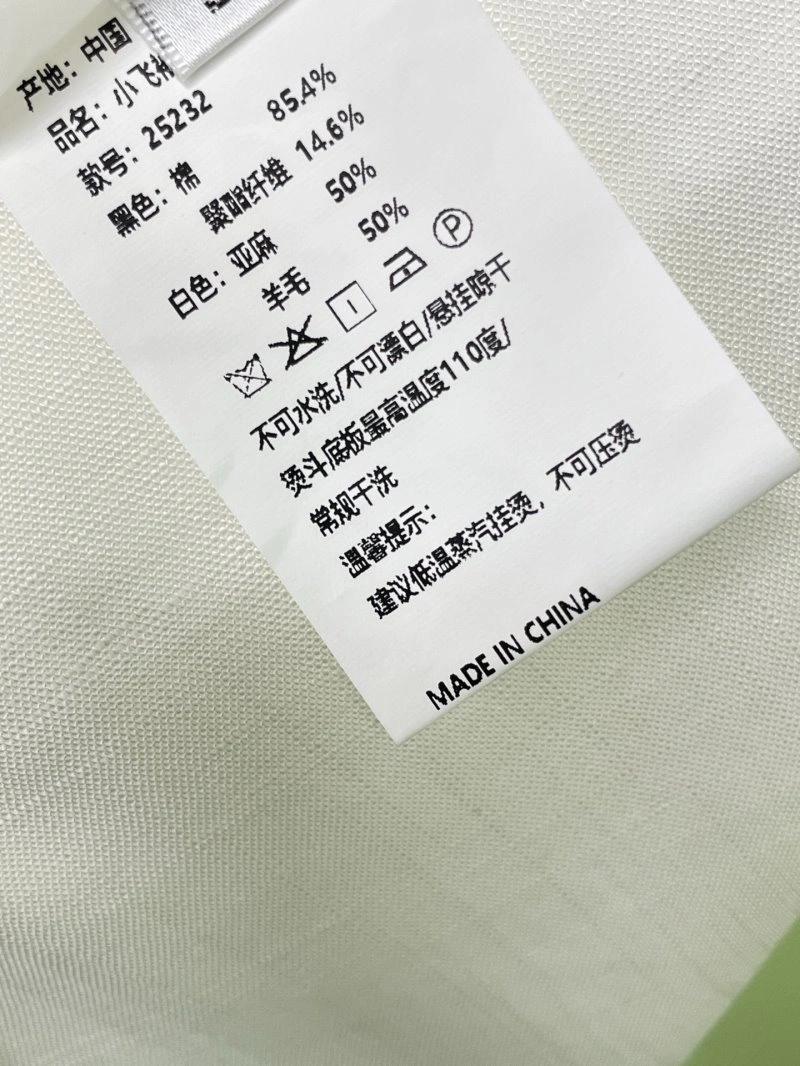 产地：中国
品名：小飞
款号：25232
黑色：棉 85.4%
聚酯纤维 14.6%
白色：亚麻 50%
羊毛 50%
P
不可水洗/不可漂白/悬挂晾干
熨斗底板最高温度110度/
常规干洗
温馨提示：
建议低温蒸汽挂烫，不可压烫
MADE IN CHINA